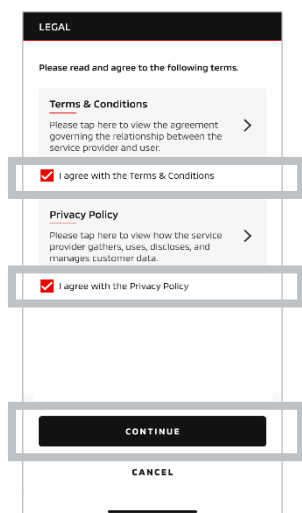 LEGAL
Please read and agree to the following terms.
Terms & Conditions
Please tap here to view the agreement
governing the relationship between the
service provider and user.
I agree with the Terms & Conditions
Privacy Policy
Please tap here to view how the service
provider gathers, uses, discloses, and
manages customer data.
I agree with the Privacy Policy
CONTINUE
CANCEL